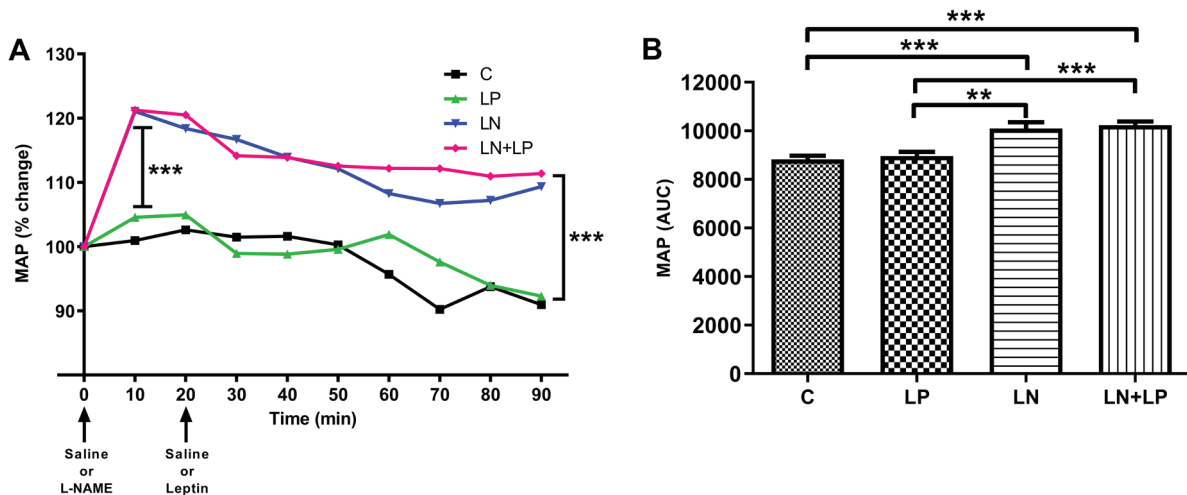 A
MAP (% change)
130
120
110
100
90
***
***
C
LP
LN
LN+LP
0 10 20 30 40 50 60 70 80 90
Time (min)
Saline
or
L-NAME
Saline
or
Leptin
B
MAP (AUC)
12000
10000
8000
6000
4000
2000
0
***
***
***
**
C LP LN LN+LP